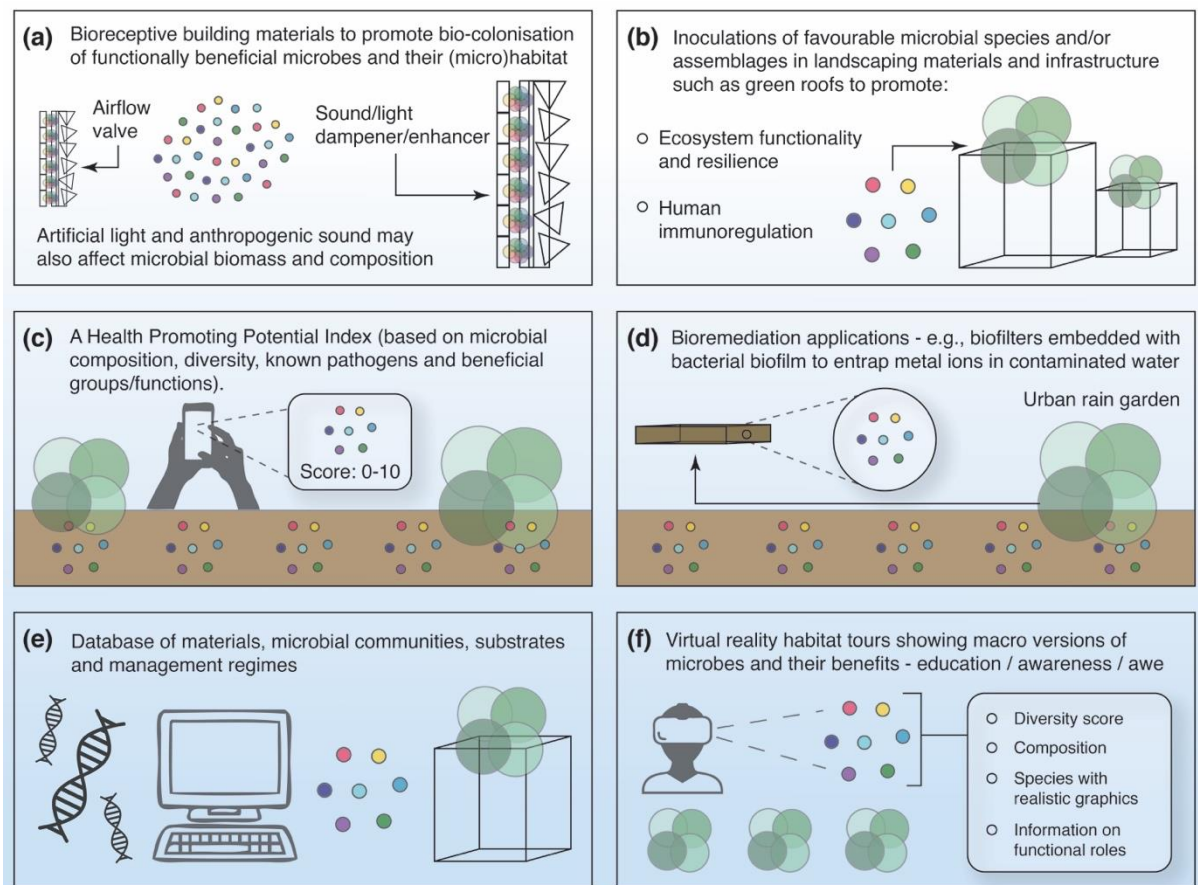 (a) Bioreceptive building materials to promote bio-colonisation
of functionally beneficial microbes and their (micro)habitat
Airflow
valve
Sound/light
dampener/enhancer
Artificial light and anthropogenic sound may
also affect microbial biomass and composition
(b) Inoculations of favourable microbial species and/or
assemblages in landscaping materials and infrastructure
such as green roofs to promote:
Ecosystem functionality
and resilience
Human
immunoregulation
(c) A Health Promoting Potential Index (based on microbial
composition, diversity, known pathogens and beneficial
groups/functions).
Score: 0-10
(d) Bioremediation applications - e.g., biofilters embedded with
bacterial biofilm to entrap metal ions in contaminated water
Urban rain garden
(e) Database of materials, microbial communities, substrates
and management regimes
(f) Virtual reality habitat tours showing macro versions of
microbes and their benefits - education / awareness / awe
Diversity score
Composition
Species with
realistic graphics
Information on
functional roles